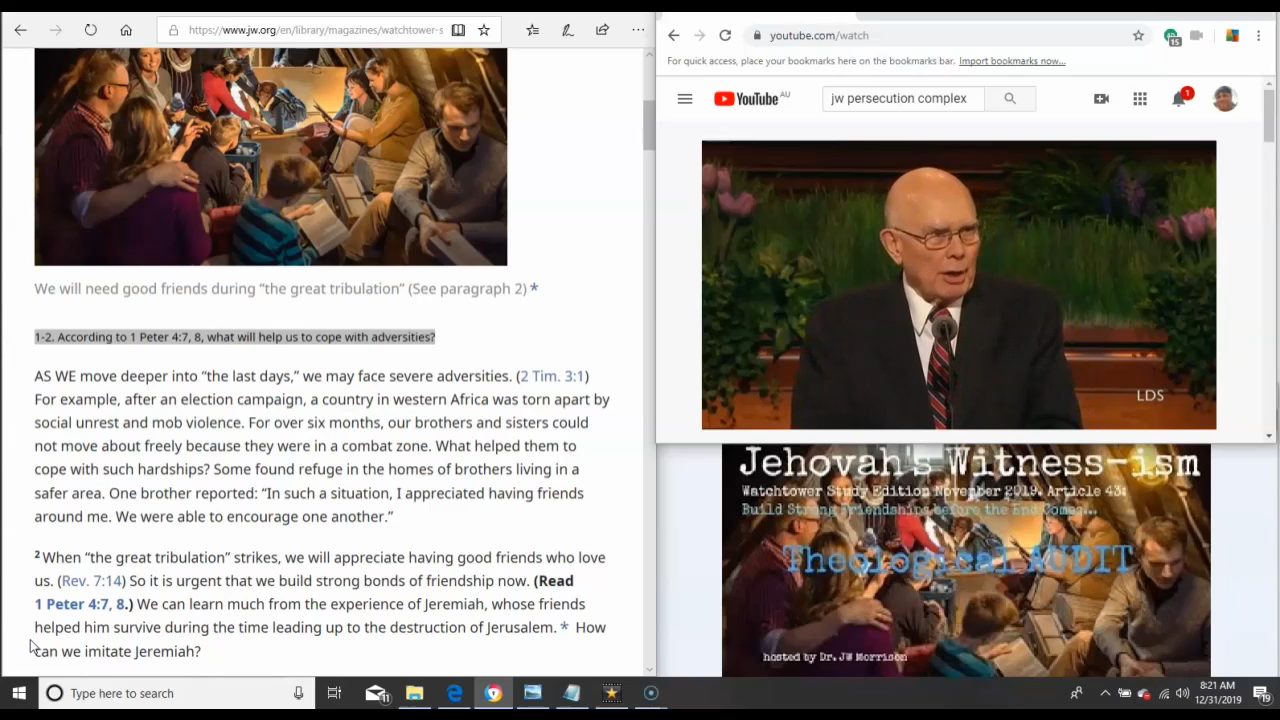 https://www.jw.org/en/library/magazines/watchtower-s
We will need good friends during “the great tribulation” (See paragraph 2) *
1-2. According to 1 Peter 4:7, 8, what will help us to cope with adversities?
AS WE move deeper into “the last days,” we may face severe adversities. (2 Tim. 3:1)
For example, after an election campaign, a country in western Africa was torn apart by
social unrest and mob violence. For over six months, our brothers and sisters could
not move about freely because they were in a combat zone. What helped them to
cope with such hardships? Some found refuge in the homes of brothers living in a
safer area. One brother reported: “In such a situation, I appreciated having friends
around me. We were able to encourage one another.”
2 When “the great tribulation” strikes, we will appreciate having good friends who love
us. (Rev. 7:14) So it is urgent that we build strong bonds of friendship now. (Read
1 Peter 4:7, 8.) We can learn much from the experience of Jeremiah, whose friends
helped him survive during the time leading up to the destruction of Jerusalem. * How
can we imitate Jeremiah?
youtube.com/watch
15
For quick access, place your bookmarks here on the bookmarks bar. Import bookmarks now...
YouTube AU
jw persecution complex
1
LDS
Jehovah's Witness-ism
Watchtower Study Edition November 2019. Article 43:
Build Strong Friendships before the End Comes...
Theological AUDIT
hosted by Dr. JW Morrison
Type here to search
11
8:21 AM
12/31/2019
19